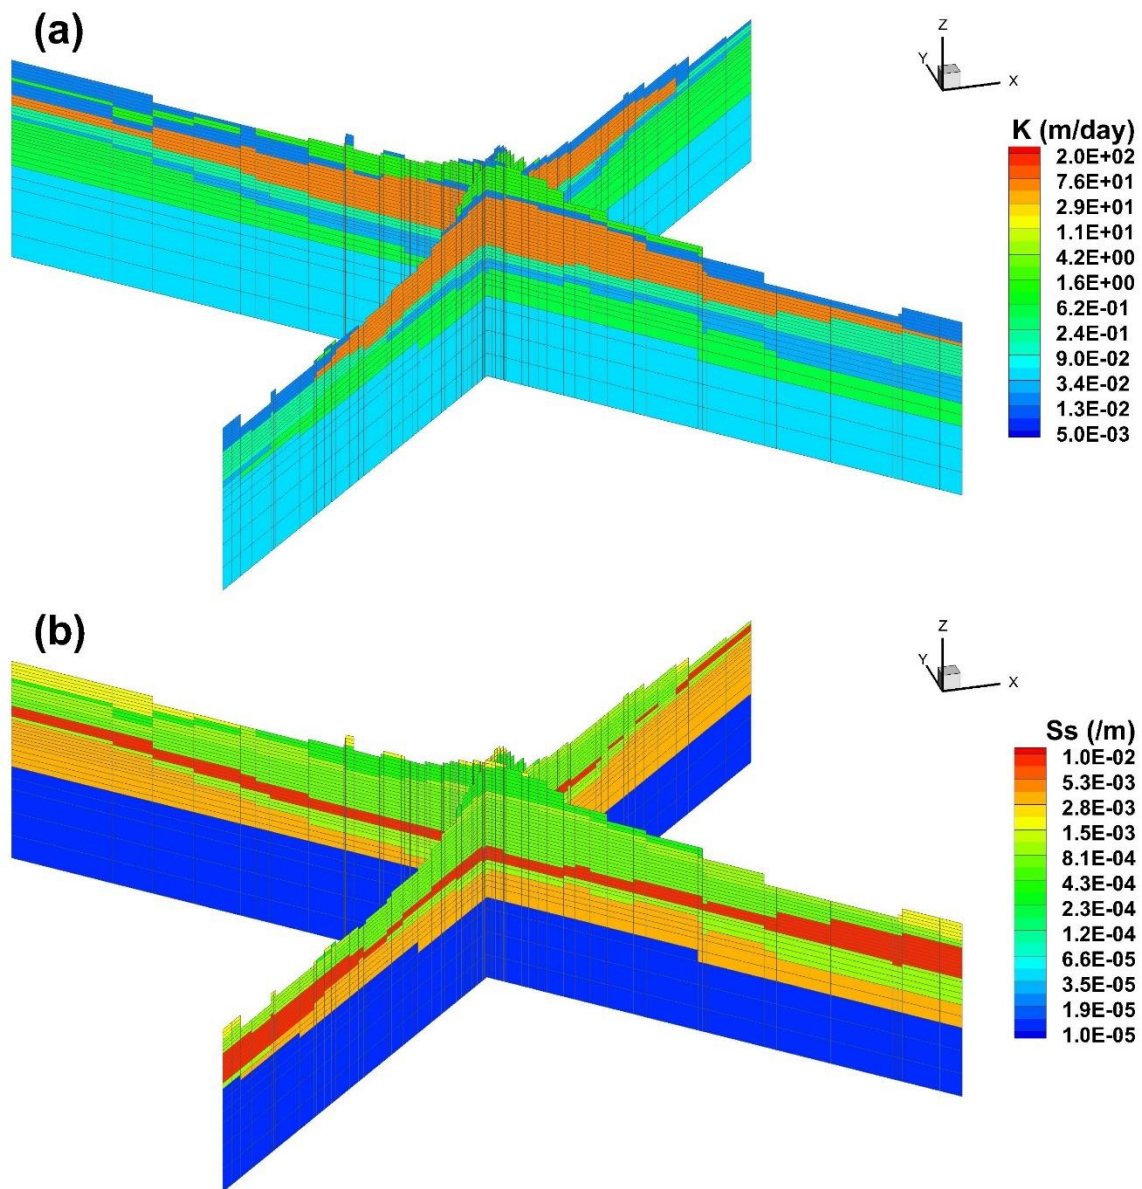 (a)
Z
Y
X
K (m/day)
2.0E+02
7.6E+01
2.9E+01
1.1E+01
4.2E+00
1.6E+00
6.2E-01
2.4E-01
9.0E-02
3.4E-02
1.3E-02
5.0E-03
(b)
Z
Y
X
Ss (/m)
1.0E-02
5.3E-03
2.8E-03
1.5E-03
8.1E-04
4.3E-04
2.3E-04
1.2E-04
6.6E-05
3.5E-05
1.9E-05
1.0E-05